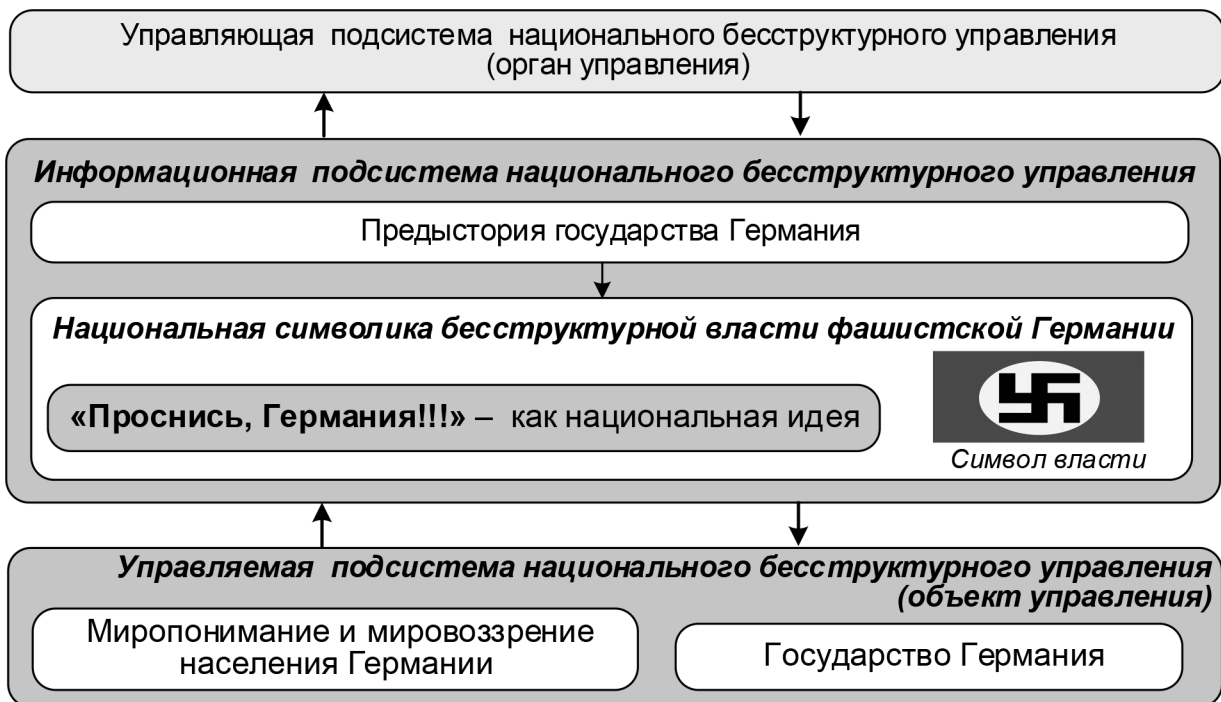 Управляющая подсистема национального бесструктурного управления
(орган управления)
Информационная подсистема национального бесструктурного управления
Предыстория государства Германия
Национальная символика бесструктурной власти фашистской Германии
«Проснись, Германия!!!» – как национальная идея
Символ власти
Управляемая подсистема национального бесструктурного управления
(объект управления)
Миропонимание и мировоззрение
населения Германии
Государство Германия